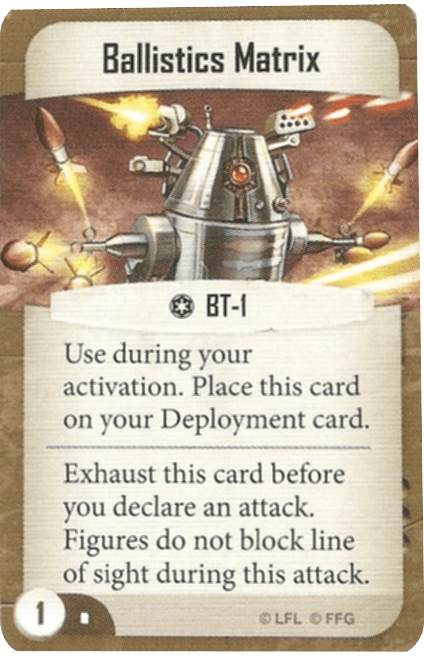 Ballistics Matrix
BT-1
Use during your
activation. Place this card
on your Deployment card.
Exhaust this card before
you declare an attack.
Figures do not block line
of sight during this attack.
1
© LFL © FFG